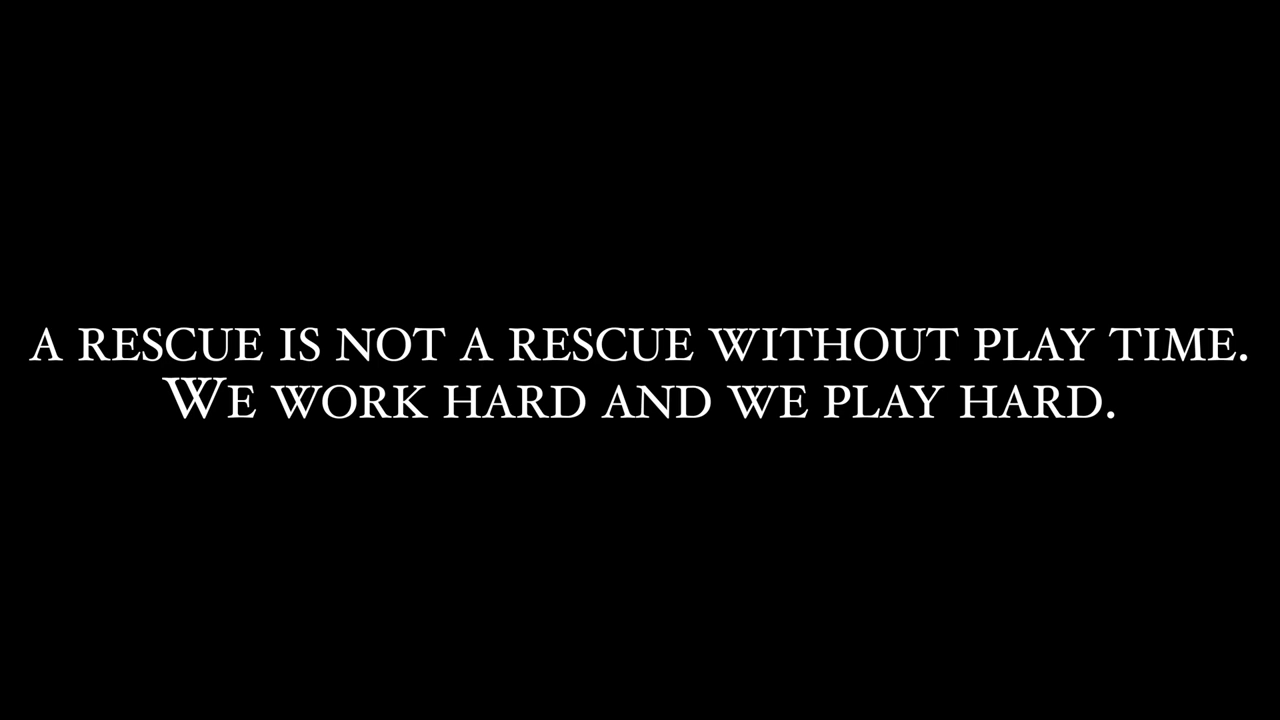 A RESCUE IS NOT A RESCUE WITHOUT PLAY TIME.
WE WORK HARD AND WE PLAY HARD.